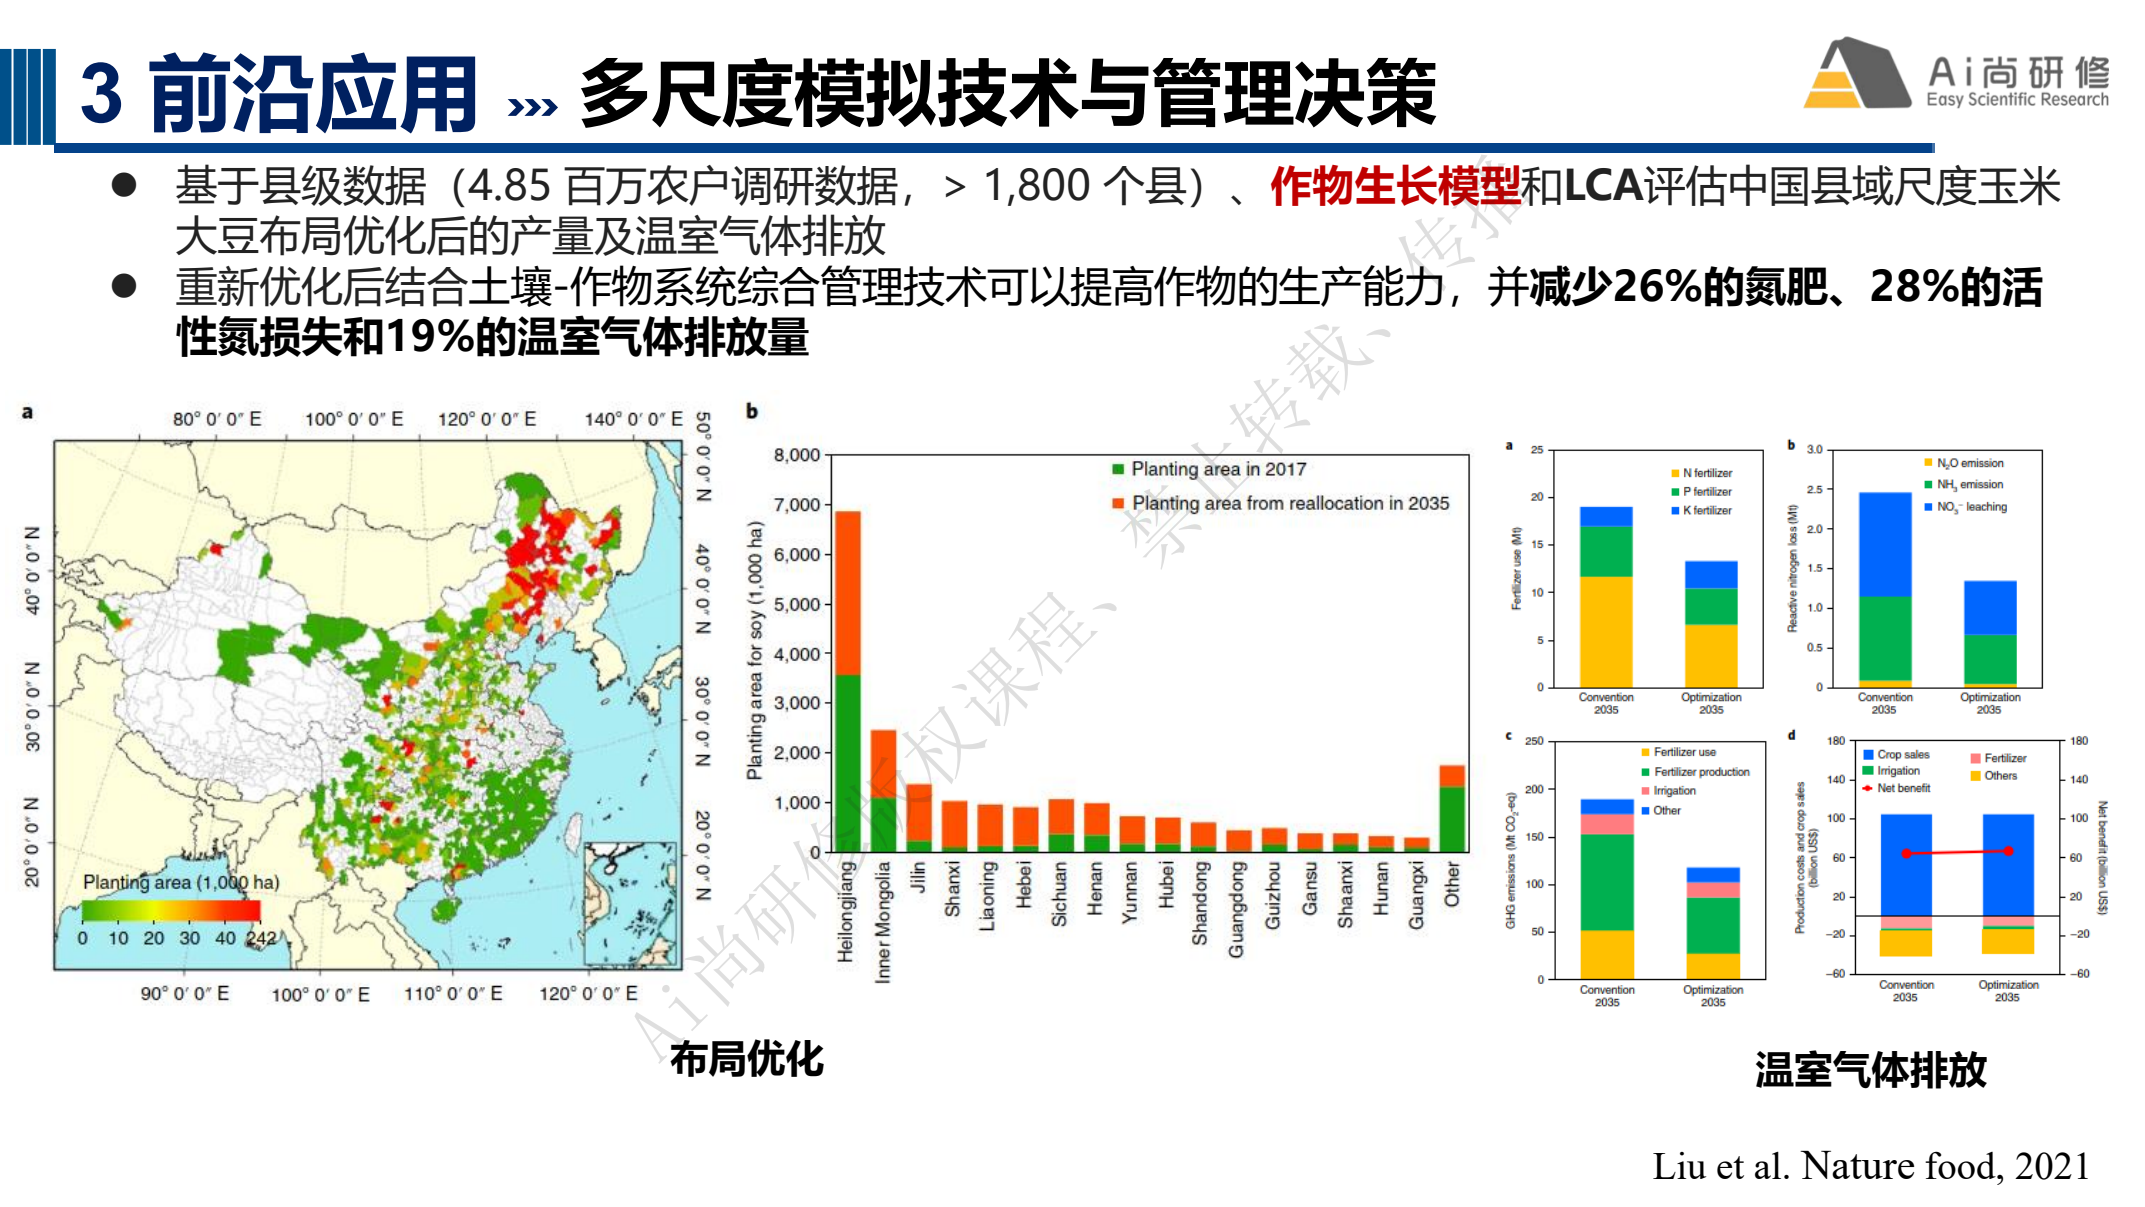 3 前沿应用 ››› 多尺度模拟技术与管理决策
Ai尚研修
Easy Scientific Research
● 基于县级数据（4.85 百万农户调研数据，> 1,800 个县）、作物生长模型和LCA评估中国县域尺度玉米
大豆布局优化后的产量及温室气体排放
● 重新优化后结合土壤-作物系统综合管理技术可以提高作物的生产能力，并减少26%的氮肥、28%的活
性氮损失和19%的温室气体排放量
a
80° 0′ 0″ E 100° 0′ 0″ E 120° 0′ 0″ E 140° 0′ 0″ E
50° 0′ 0″ N
40° 0′ 0″ N
30° 0′ 0″ N
20° 0′ 0″ N
40° 0′ 0″ N
30° 0′ 0″ N
20° 0′ 0″ N
Planting area (1,000 ha)
0 10 20 30 40 242
90° 0′ 0″ E 100° 0′ 0″ E 110° 0′ 0″ E 120° 0′ 0″ E
b
Planting area for soy (1,000 ha)
8,000
7,000
6,000
5,000
4,000
3,000
2,000
1,000
0
Planting area in 2017
Planting area from reallocation in 2035
Heilongjiang
Inner Mongolia
Jilin
Shanxi
Liaoning
Hebei
Sichuan
Henan
Yunnan
Hubei
Shandong
Guangdong
Guizhou
Gansu
Shaanxi
Hunan
Guangxi
Other
a
Fertilizer use (Mt)
25
20
15
10
5
0
N fertilizer
P fertilizer
K fertilizer
Convention
2035
Optimization
2035
b
Reactive nitrogen loss (Mt)
3.0
2.5
2.0
1.5
1.0
0.5
0
N₂O emission
NH₃ emission
NO₃⁻ leaching
Convention
2035
Optimization
2035
c
GHG emissions (Mt CO₂-eq)
250
200
150
100
50
0
Fertilizer use
Fertilizer production
Irrigation
Other
Convention
2035
Optimization
2035
d
Production costs and crop sales
(billion US$)
180
140
100
60
20
−20
−60
Crop sales
Irrigation
Net benefit
Fertilizer
Others
180
140
100
60
20
−20
−60
Net benefit (billion US$)
Convention
2035
Optimization
2035
布局优化
温室气体排放
Liu et al. Nature food, 2021
Ai尚研修版权课程、禁止转载、传播